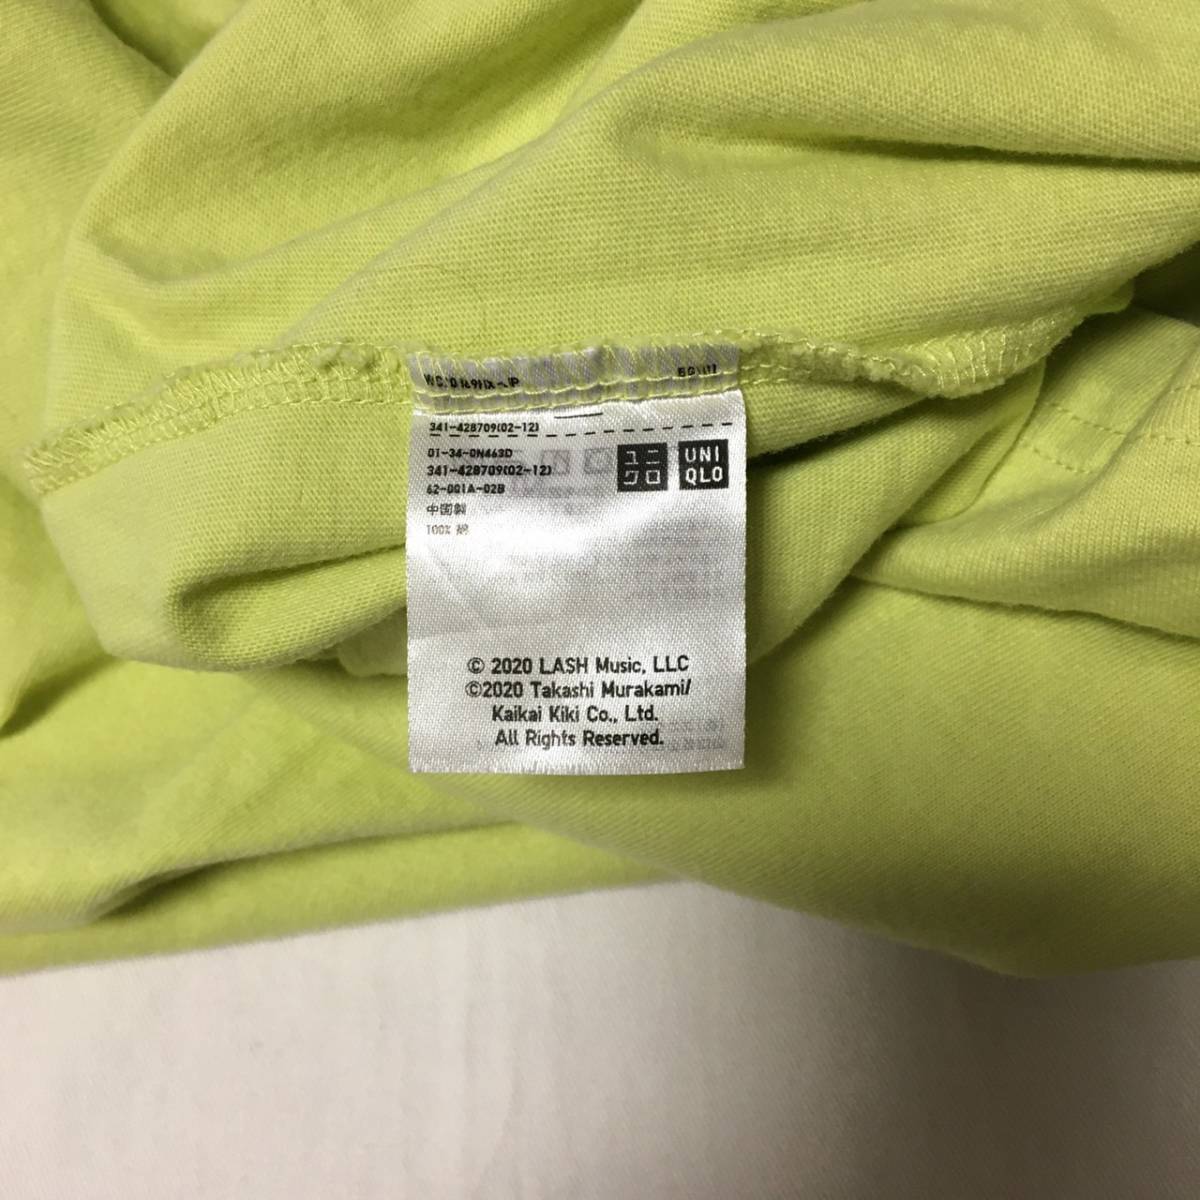 341-428709(02-12)
01-34-0N463D
341-428709(02-12)
62-001A-02B
中国製
100% 綿
ユニ
クロ
UNI
QLO
© 2020 LASH Music, LLC
©2020 Takashi Murakami/
Kaikai Kiki Co., Ltd.
All Rights Reserved.